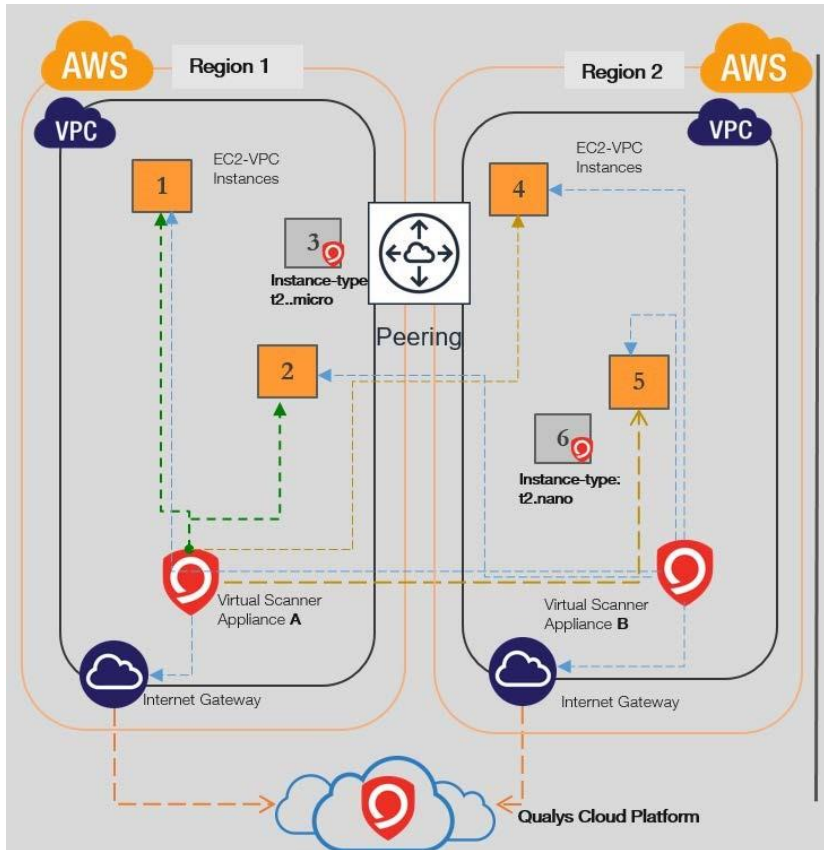 AWS
Region 1
Region 2
AWS
VPC
VPC
EC2-VPC
Instances
EC2-VPC
Instances
1
4
3
Instance-type
t2..micro
Peering
2
5
6
Instance-type:
t2.nano
Virtual Scanner
Appliance A
Virtual Scanner
Appliance B
Internet Gateway
Internet Gateway
Qualys Cloud Platform